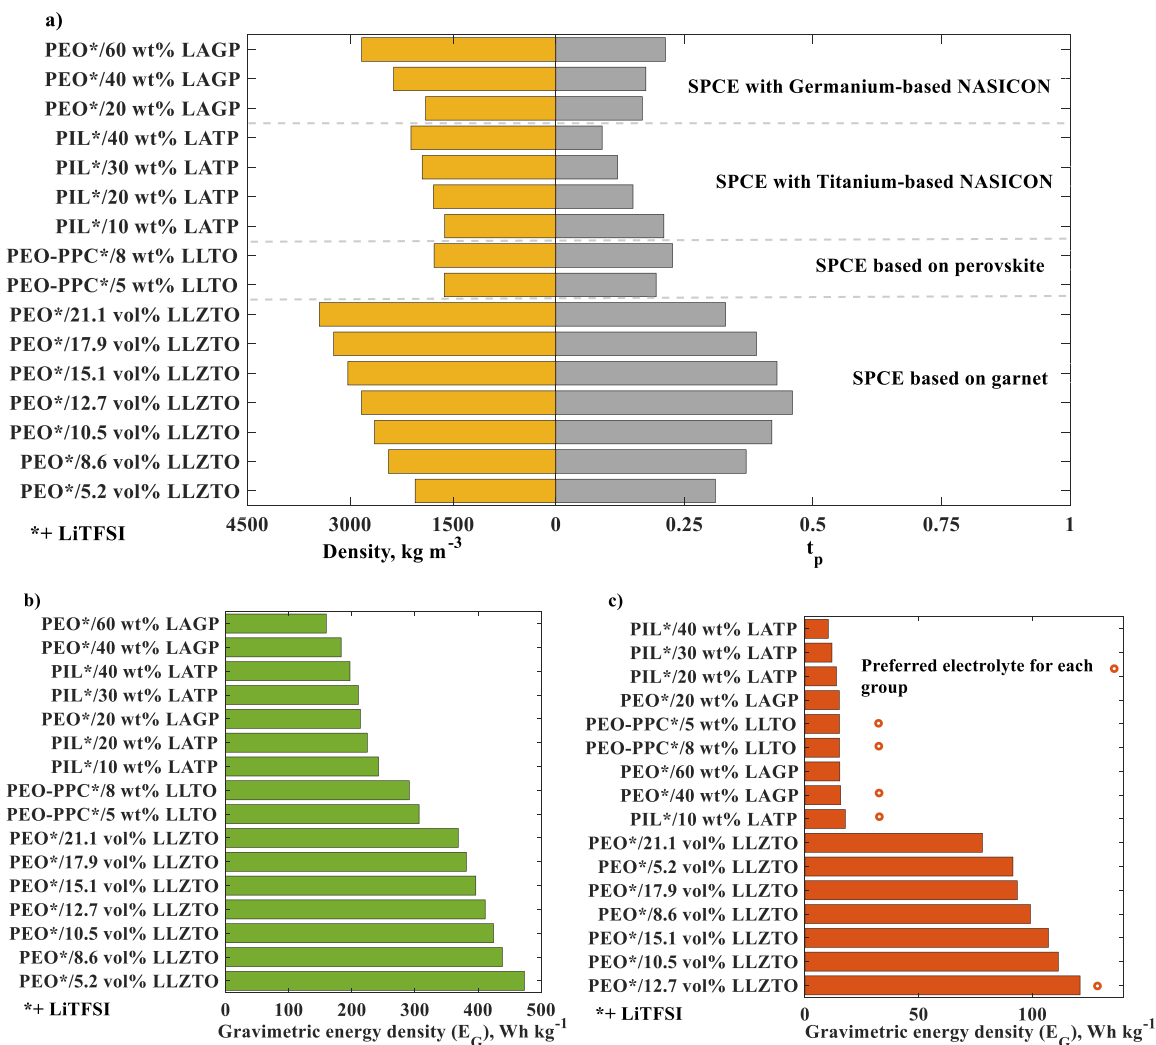 a)
PEO*/60 wt% LAGP
PEO*/40 wt% LAGP
PEO*/20 wt% LAGP
PIL*/40 wt% LATP
PIL*/30 wt% LATP
PIL*/20 wt% LATP
PIL*/10 wt% LATP
PEO-PPC*/8 wt% LLTO
PEO-PPC*/5 wt% LLTO
PEO*/21.1 vol% LLZTO
PEO*/17.9 vol% LLZTO
PEO*/15.1 vol% LLZTO
PEO*/12.7 vol% LLZTO
PEO*/10.5 vol% LLZTO
PEO*/8.6 vol% LLZTO
PEO*/5.2 vol% LLZTO
SPCE with Germanium-based NASICON
SPCE with Titanium-based NASICON
SPCE based on perovskite
SPCE based on garnet
4500 3000 1500 0 0.25 0.5 0.75 1
*+ LiTFSI
Density, kg m-3
tp
b)
PEO*/60 wt% LAGP
PEO*/40 wt% LAGP
PIL*/40 wt% LATP
PIL*/30 wt% LATP
PEO*/20 wt% LAGP
PIL*/20 wt% LATP
PIL*/10 wt% LATP
PEO-PPC*/8 wt% LLTO
PEO-PPC*/5 wt% LLTO
PEO*/21.1 vol% LLZTO
PEO*/17.9 vol% LLZTO
PEO*/15.1 vol% LLZTO
PEO*/12.7 vol% LLZTO
PEO*/10.5 vol% LLZTO
PEO*/8.6 vol% LLZTO
PEO*/5.2 vol% LLZTO
0 100 200 300 400 500
*+ LiTFSI
Gravimetric energy density (EG), Wh kg-1
c)
PIL*/40 wt% LATP
PIL*/30 wt% LATP
PIL*/20 wt% LATP
PEO*/20 wt% LAGP
PEO-PPC*/5 wt% LLTO
PEO-PPC*/8 wt% LLTO
PEO*/60 wt% LAGP
PEO*/40 wt% LAGP
PIL*/10 wt% LATP
PEO*/21.1 vol% LLZTO
PEO*/5.2 vol% LLZTO
PEO*/17.9 vol% LLZTO
PEO*/8.6 vol% LLZTO
PEO*/15.1 vol% LLZTO
PEO*/10.5 vol% LLZTO
PEO*/12.7 vol% LLZTO
Preferred electrolyte for each
group
0 50 100
*+ LiTFSI
Gravimetric energy density (EG), Wh kg-1